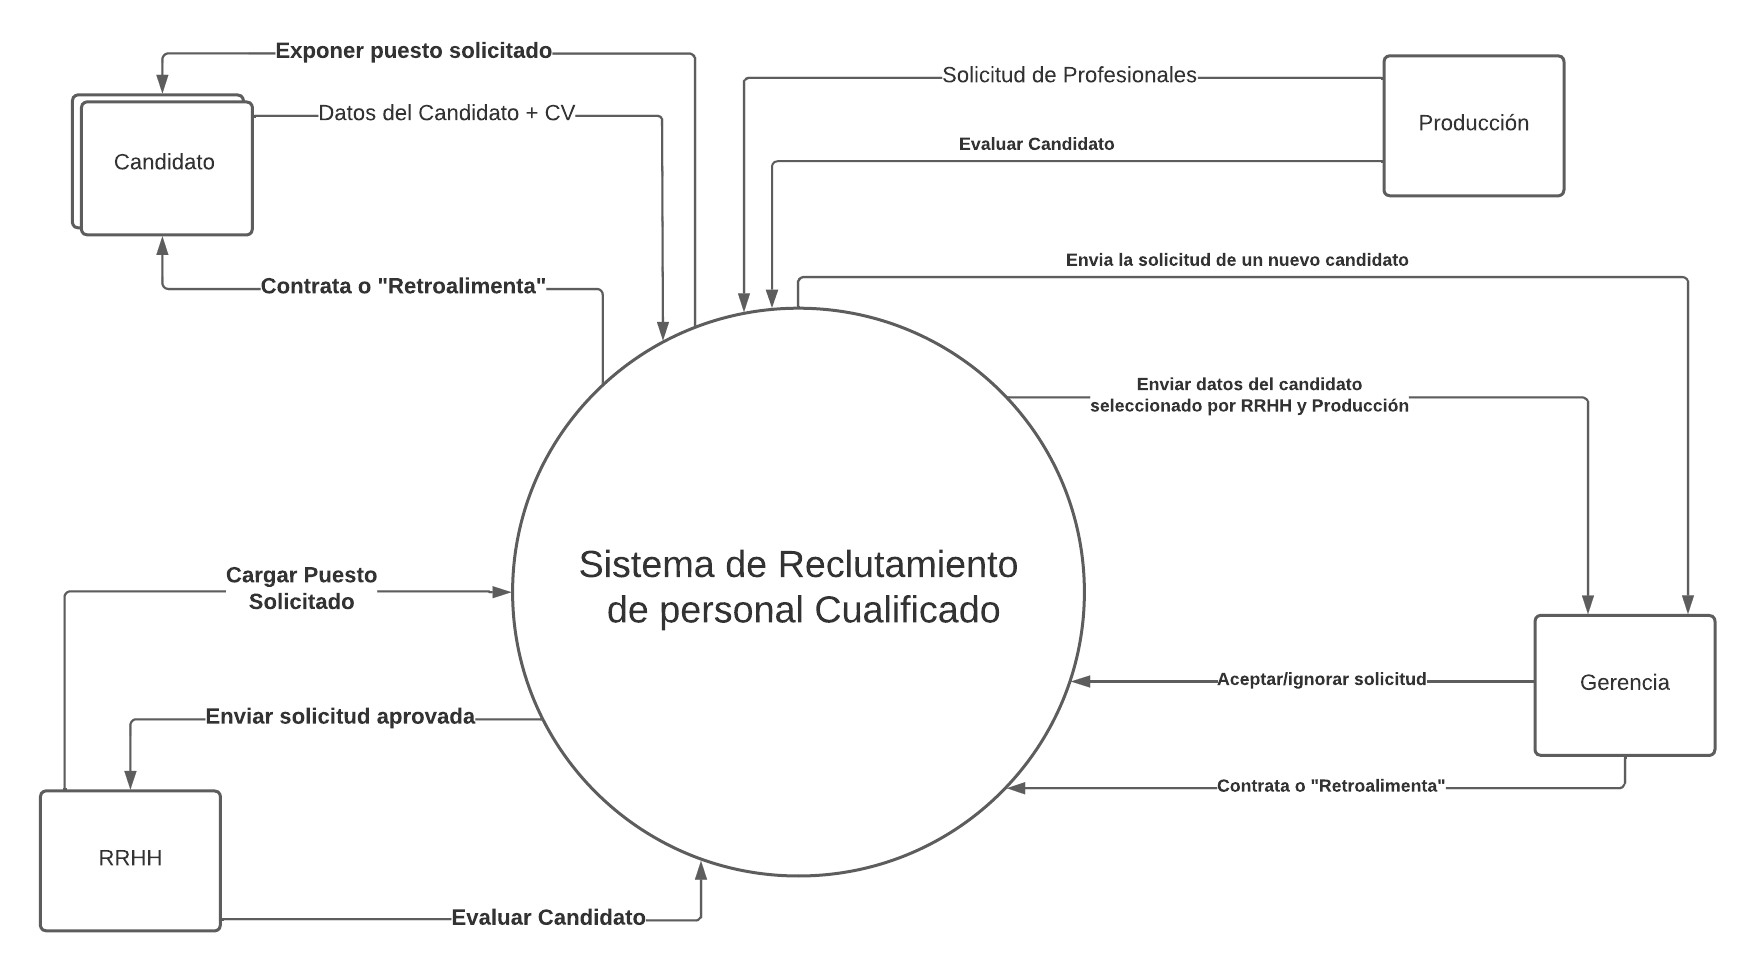 Exponer puesto solicitado
Solicitud de Profesionales
Datos del Candidato + CV
Producción
Evaluar Candidato
Candidato
Envia la solicitud de un nuevo candidato
Contrata o "Retroalimenta"
Enviar datos del candidato
seleccionado por RRHH y Producción
Sistema de Reclutamiento
de personal Cualificado
Cargar Puesto
Solicitado
Aceptar/ignorar solicitud
Gerencia
Enviar solicitud aprovada
Contrata o "Retroalimenta"
RRHH
Evaluar Candidato